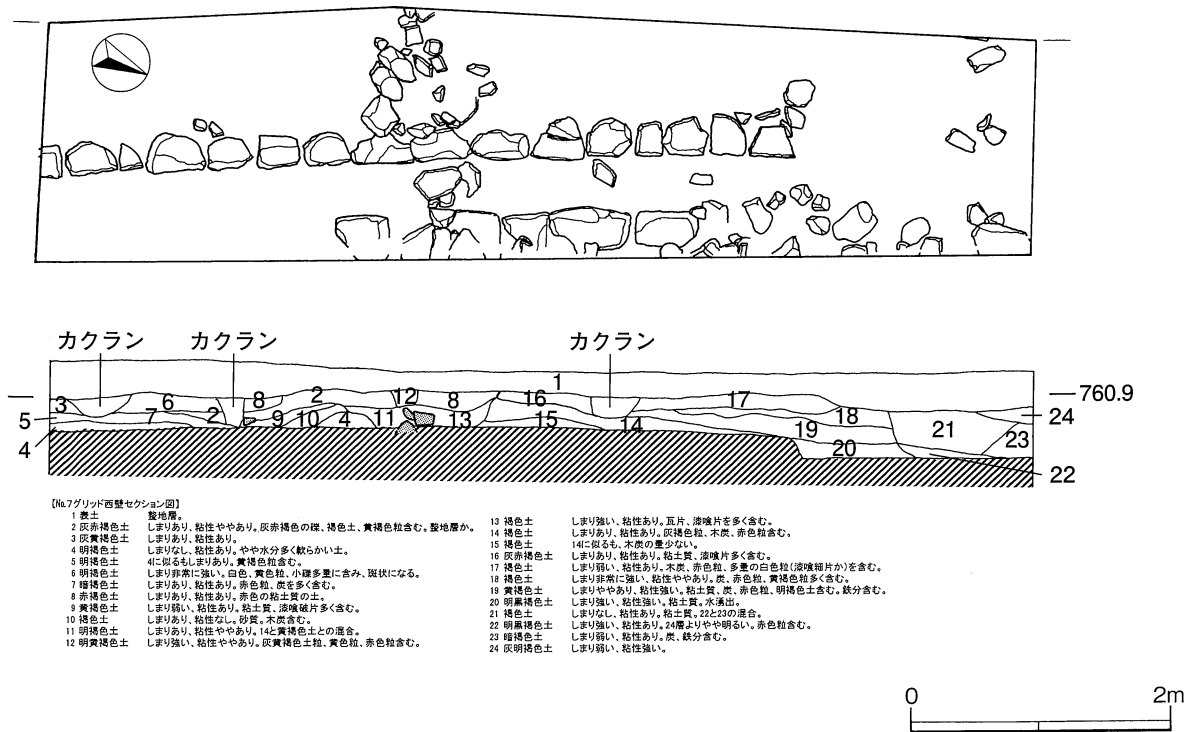 カクラン カクラン カクラン
1
3 6 8 2 12 8 16 17 760.9
5 7 2 9 10 4 11 13 15 14 18 24
4 19 21 23
20 22
【No.7グリッド西壁セクション図】
1 表土 整地層。
2 灰赤褐色土 しまりあり、粘性ややあり。灰赤褐色の礫、褐色土、黄褐色粒含む。整地層か。
3 灰黄褐色土 しまりあり、粘性あり。
4 明褐色土 しまりなし、粘性あり。やや水分多く軟らかい土。
5 明褐色土 4に似るもしまりあり。黄褐色粒含む。
6 明褐色土 しまり非常に強い。白色、黄色粒、小礫多量に含み、斑状になる。
7 暗褐色土 しまりあり、粘性あり。赤色粒、炭を多く含む。
8 赤褐色土 しまりあり、粘性あり。赤色の粘土質の土。
9 黄褐色土 しまり弱い、粘性あり。粘土質、漆喰破片多く含む。
10 褐色土 しまりあり、粘性なし。砂質。木炭含む。
11 明褐色土 しまりあり、粘性ややあり。14と黄褐色土との混合。
12 明黄褐色土 しまり強い、粘性ややあり。灰黄褐色土粒、黄色粒、赤色粒含む。
13 褐色土 しまり強い、粘性あり。瓦片、漆喰片を多く含む。
14 褐色土 しまりあり、粘性あり。灰褐色粒、木炭、赤色粒含む。
15 褐色土 14に似るも、木炭の量少ない。
16 灰赤褐色土 しまりあり、粘性あり。粘土質、漆喰片多く含む。
17 褐色土 しまり弱い、粘性あり。木炭、赤色粒、多量の白色粒(漆喰細片か)を含む。
18 褐色土 しまり非常に強い、粘性ややあり。炭、赤色粒、黄褐色粒多く含む。
19 黄褐色土 しまりややあり、粘性強い。粘土質、炭、赤色粒、明褐色土含む。鉄分含む。
20 明黒褐色土 しまり強い、粘性強い。粘土質。水湧出。
21 褐色土 しまりなし、粘性あり。粘土質。22と23の混合。
22 明黒褐色土 しまり強い、粘性あり。24層よりやや明るい。赤色粒含む。
23 暗褐色土 しまり弱い、粘性あり。炭、鉄分含む。
24 灰明褐色土 しまり弱い、粘性強い。
0 2m